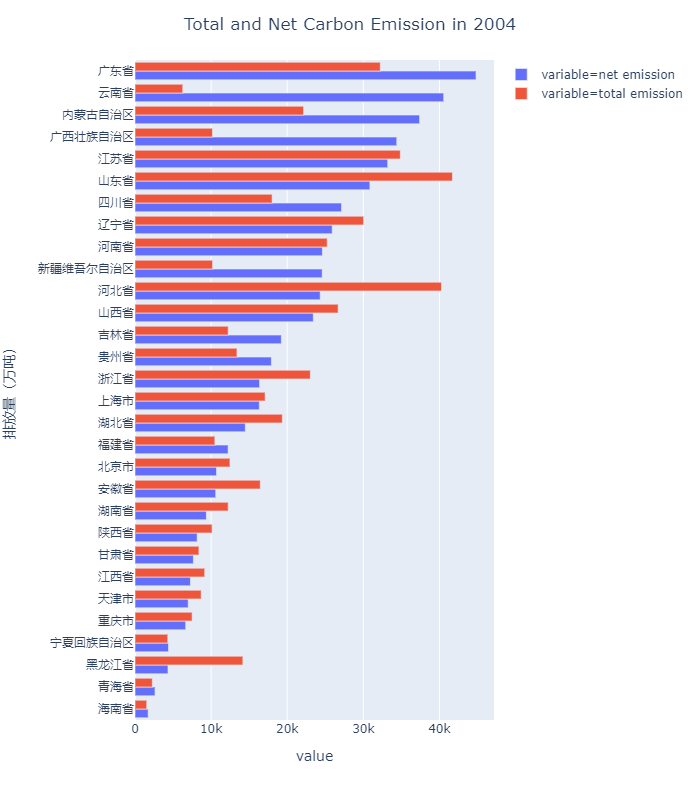 Total and Net Carbon Emission in 2004
variable=net emission
variable=total emission
广东省
云南省
内蒙古自治区
广西壮族自治区
江苏省
山东省
四川省
辽宁省
河南省
新疆维吾尔自治区
河北省
山西省
吉林省
贵州省
浙江省
上海市
湖北省
福建省
北京市
安徽省
湖南省
陕西省
甘肃省
江西省
天津市
重庆市
宁夏回族自治区
黑龙江省
青海省
海南省
排放量 (万吨)
0 10k 20k 30k 40k
value